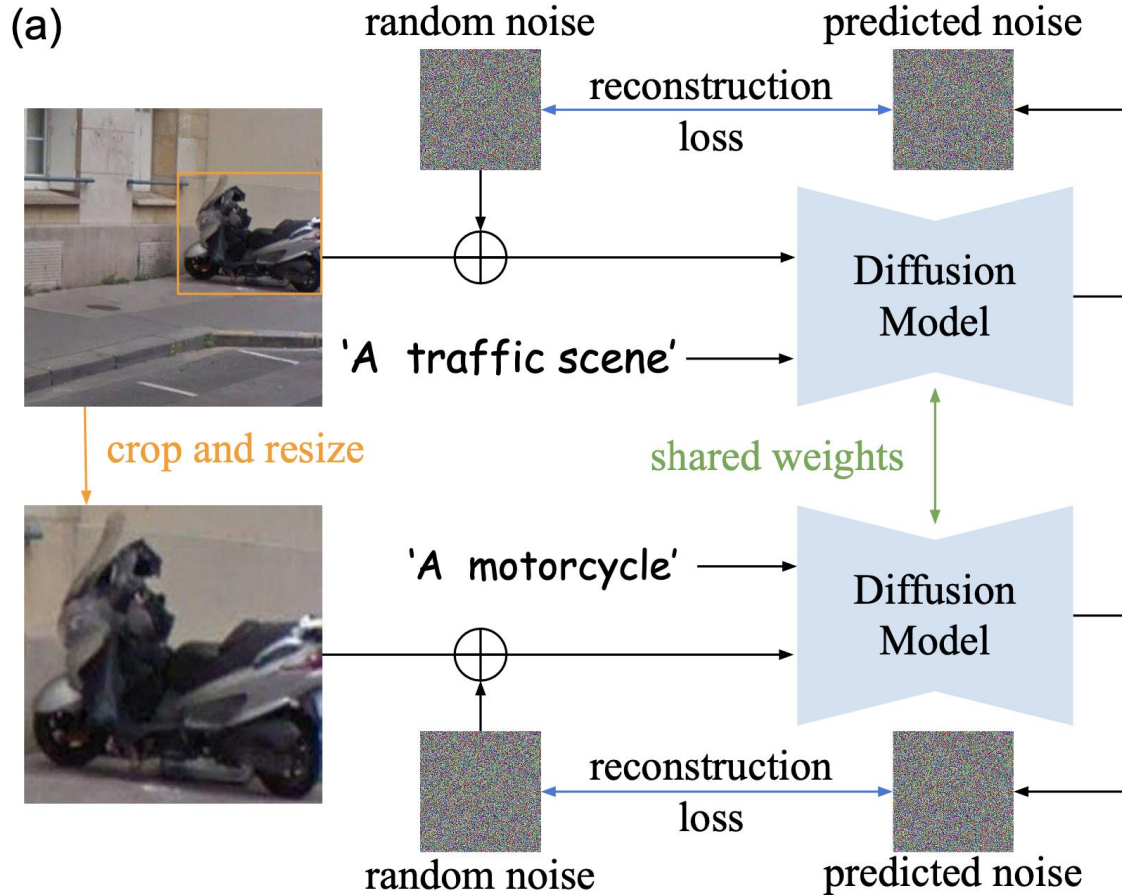 (a)
random noise
predicted noise
reconstruction
loss
Diffusion
Model
‘A traffic scene’
crop and resize
shared weights
‘A motorcycle’
Diffusion
Model
reconstruction
loss
random noise
predicted noise